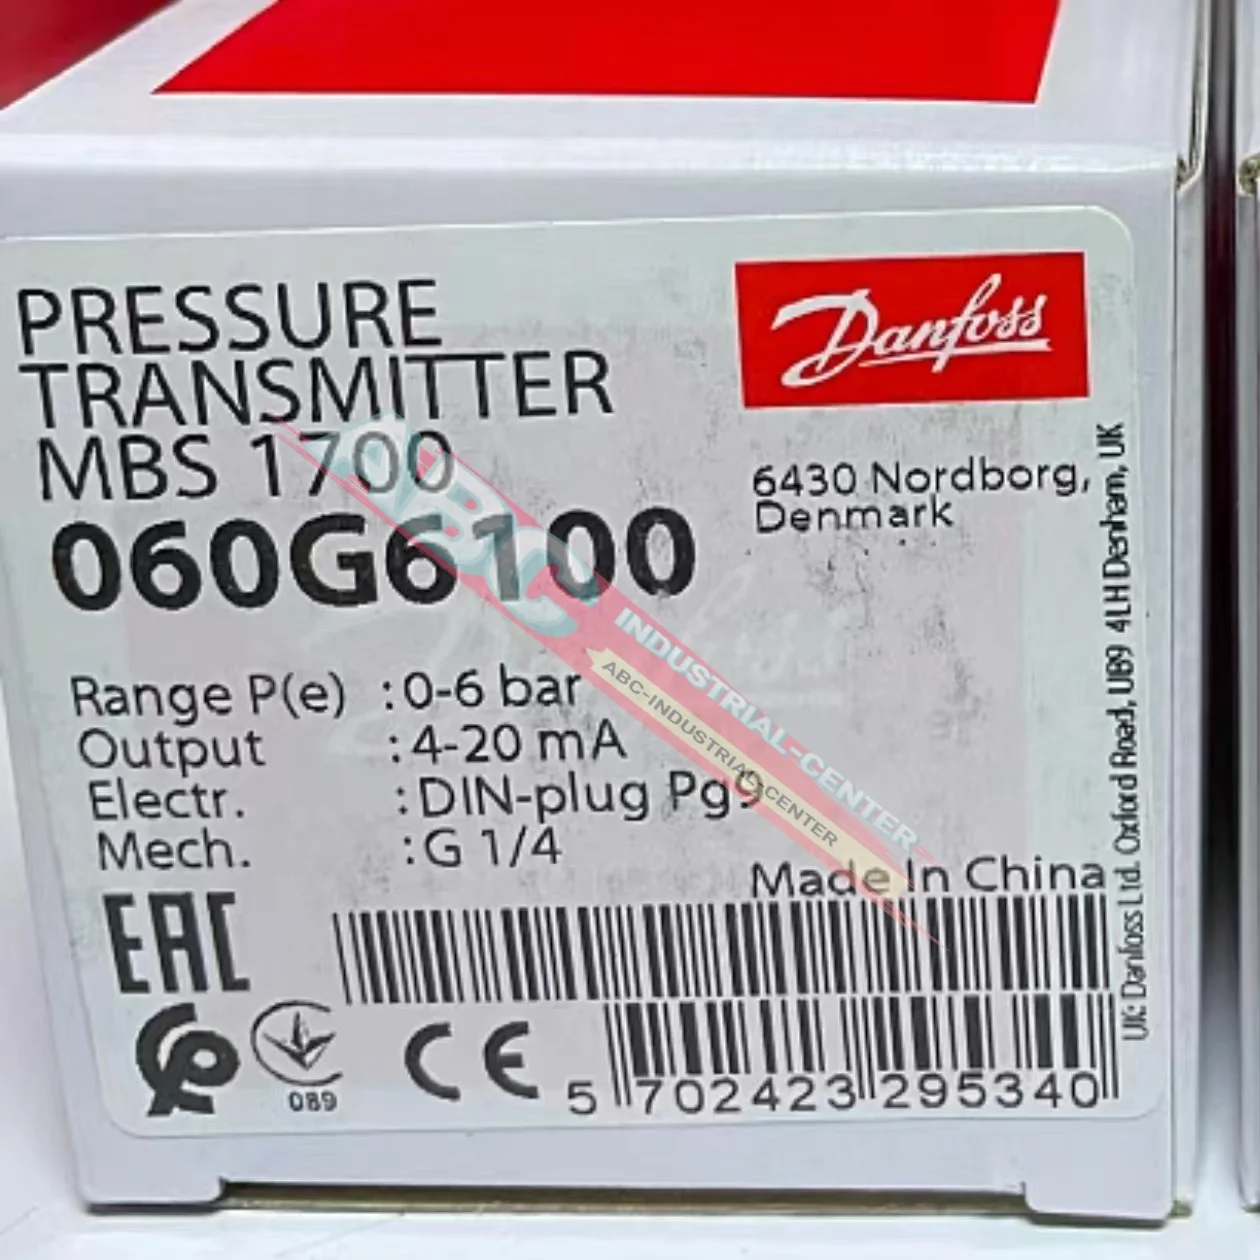 PRESSURE
TRANSMITTER
MBS 1700
060G6100
Danfoss
6430 Nordborg,
Denmark
Range P(e) :0-6 bar
Output :4-20 mA
Electr. :DIN-plug Pg9
Mech. :G 1/4
Made In China
EAC
089
CE
5 702423 295340
UK: Danfoss Ltd. Oxford Road, UB9 4LH Denham, UK
ABC
INDUSTRIAL-CENTER
ABC-INDUSTRIAL-CENTER